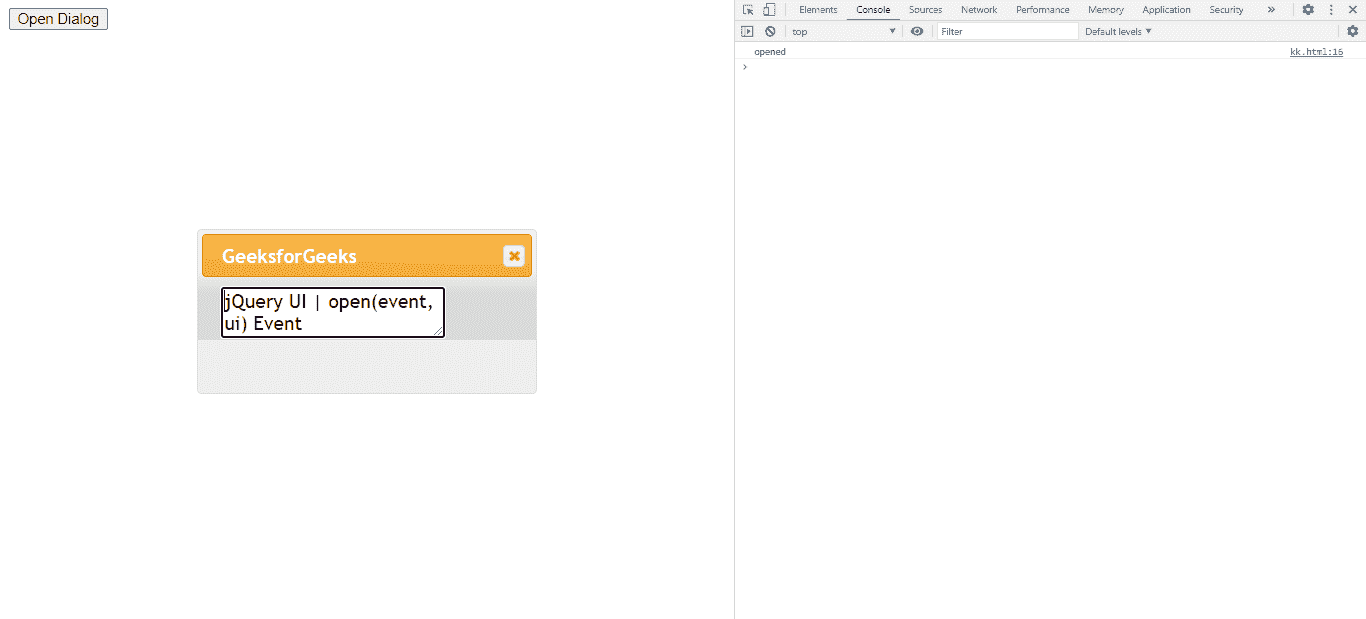 Open Dialog
GeeksforGeeks
jQuery UI | open(event,
ui) Event
Elements Console Sources Network Performance Memory Application Security »
top Filter Default levels
opened kk.html:16